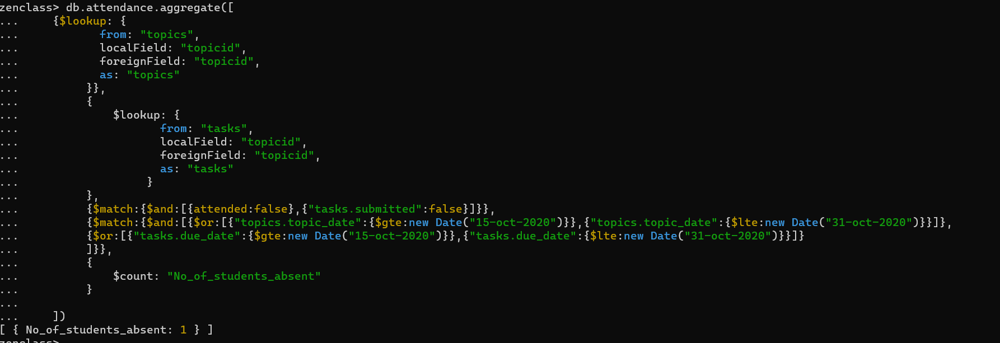 zenclass> db.attendance.aggregate([
...     {$lookup: {
...            from: "topics",
...            localField: "topicid",
...            foreignField: "topicid",
...            as: "topics"
...          }},
...          {
...              $lookup: {
...                     from: "tasks",
...                     localField: "topicid",
...                     foreignField: "topicid",
...                     as: "tasks"
...                   }
...          },
...          {$match:{$and:[{attended:false},{"tasks.submitted":false}]}},
...          {$match:{$and:[{$or:[{"topics.topic_date":{$gte:new Date("15-oct-2020")}},{"topics.topic_date":{$lte:new Date("31-oct-2020")}}]},
...          {$or:[{"tasks.due_date":{$gte:new Date("15-oct-2020")}},{"tasks.due_date":{$lte:new Date("31-oct-2020")}}]}
...          ]}},
...          {
...              $count: "No_of_students_absent"
...          }
...
...     ])
[ { No_of_students_absent: 1 } ]
zenclass>